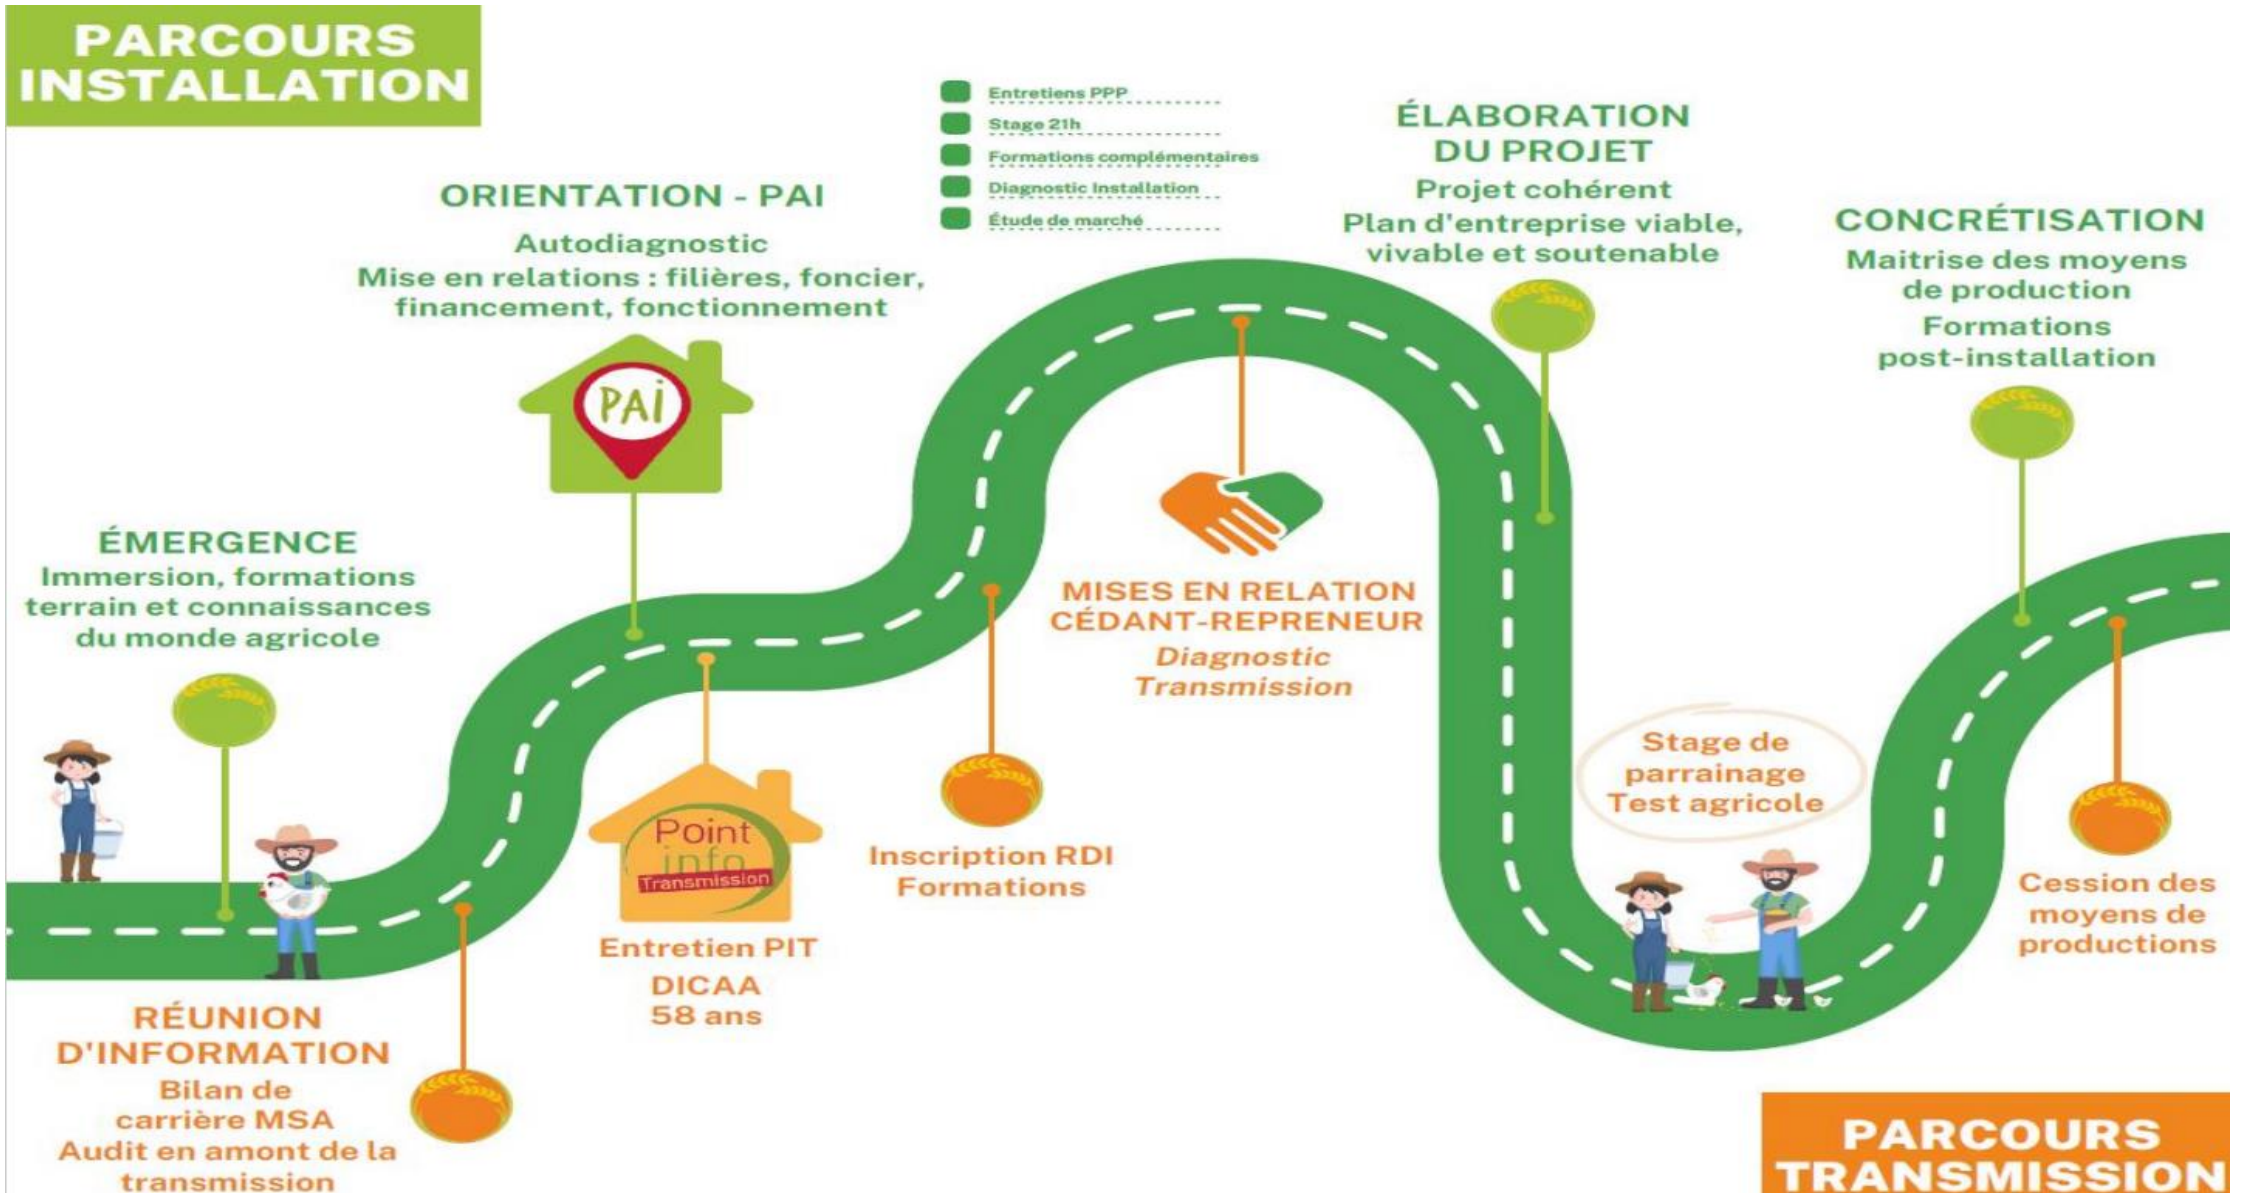 PARCOURS
INSTALLATION
Entretiens PPP
Stage 21h
Formations complémentaires
Diagnostic Installation
Étude de marché
ORIENTATION - PAI
Autodiagnostic
Mise en relations : filières, foncier,
financement, fonctionnement
PAI
ÉLABORATION
DU PROJET
Projet cohérent
Plan d'entreprise viable,
vivable et soutenable
CONCRÉTISATION
Maitrise des moyens
de production
Formations
post-installation
ÉMERGENCE
Immersion, formations
terrain et connaissances
du monde agricole
MISES EN RELATION
CÉDANT-REPRENEUR
Diagnostic
Transmission
Stage de
parrainage
Test agricole
Point
info
Transmission
Entretien PIT
DICAA
58 ans
Inscription RDI
Formations
Cession des
moyens de
productions
RÉUNION
D'INFORMATION
Bilan de
carrière MSA
Audit en amont de la
transmission
PARCOURS
TRANSMISSION